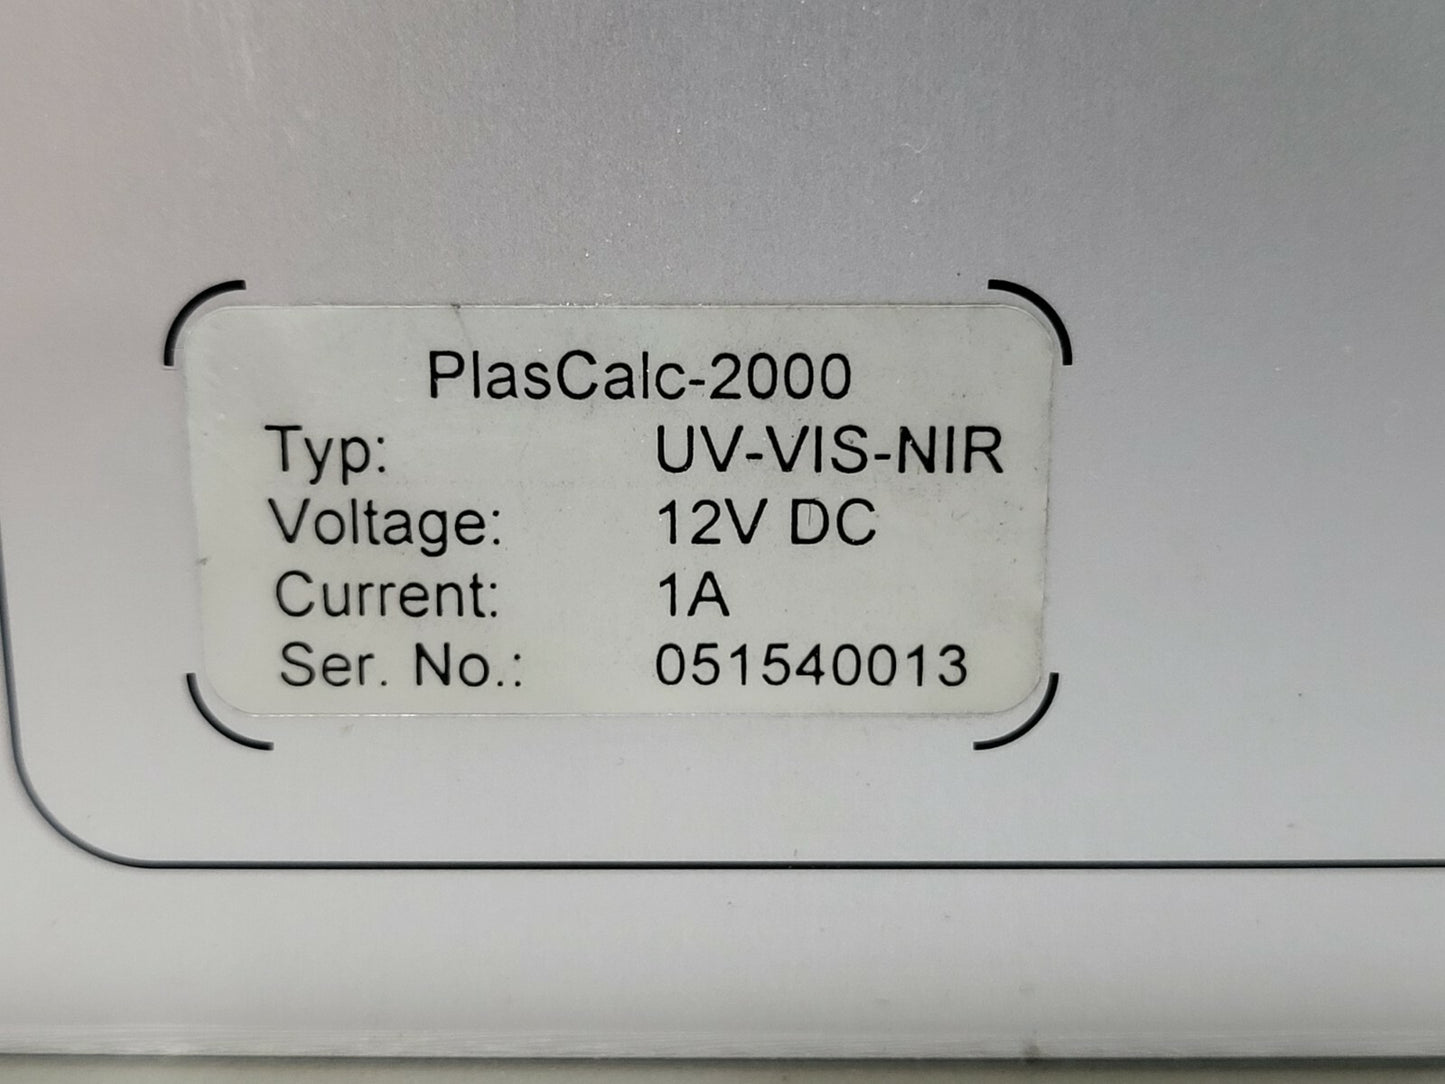 PlasCalc-2000
Typ: UV-VIS-NIR
Voltage: 12V DC
Current: 1A
Ser. No.: 051540013